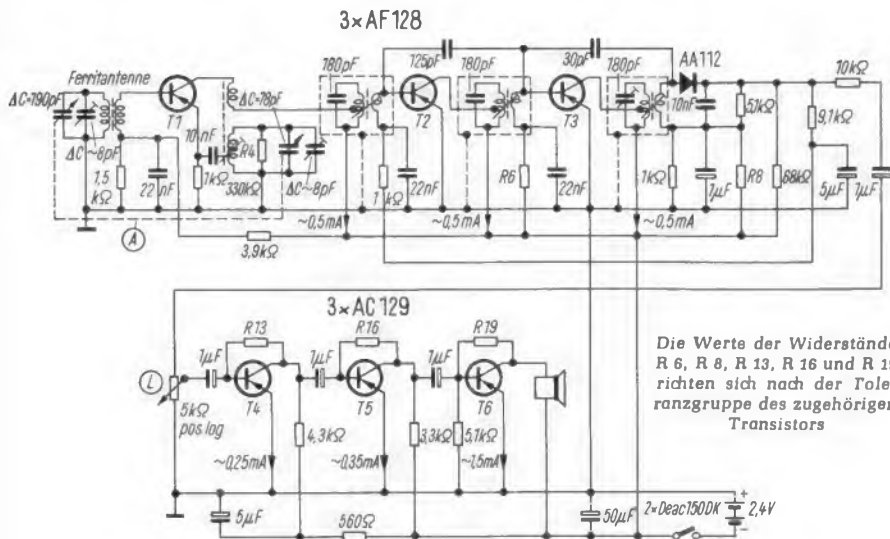 3×AF128
Ferritantenne
ΔC≈190pF
ΔC~8pF
T1
10nF
ΔC≈78pF
R4
330kΩ
ΔC~8pF
1,5 kΩ
22 nF
1kΩ
A
3,9kΩ
180pF
125pF
T2
1 kΩ
22nF
~0,5mA
180pF
R6
T3
22nF
~0,5mA
30pF
180pF
AA112
10nF
1kΩ
1µF
~0,5mA
5,1kΩ
R8
68kΩ
9,1kΩ
10kΩ
5µF
1µF
3×AC129
L
5kΩ
pos log
1µF
R13
T4
~0,25mA
4,3kΩ
1µF
R16
T5
~0,35mA
3,3kΩ
1µF
R19
T6
5,1kΩ
~1,5mA
5µF
560Ω
50µF
2×Deac150DK
2,4V
+
−
Die Werte der Widerstände
R 6, R 8, R 13, R 16 und R
richten sich nach der Tole-
ranzgruppe des zugehörigen
Transistors